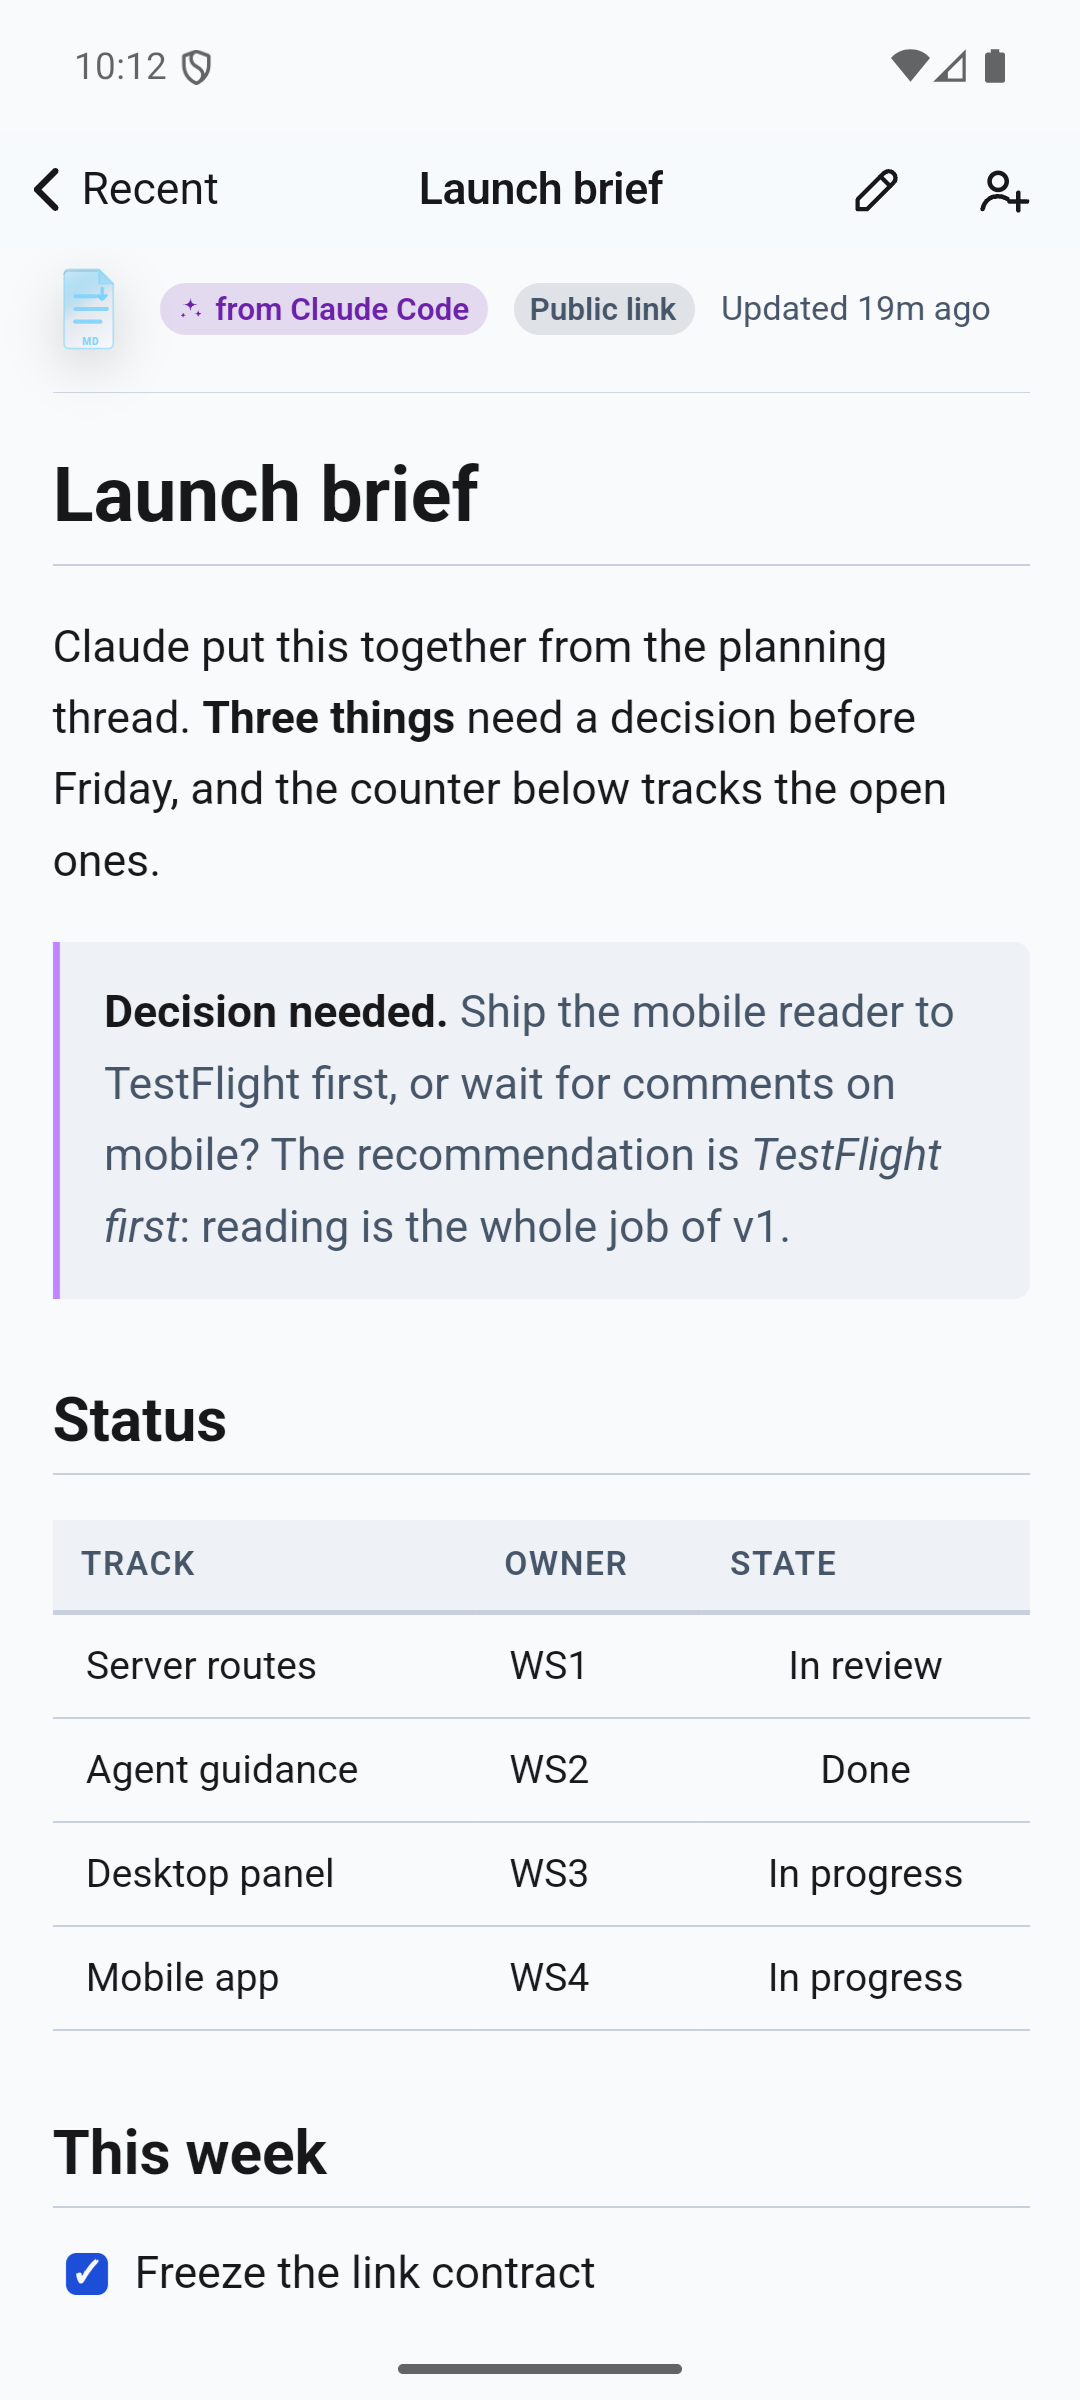 10:12
Recent
Launch brief
MD
from Claude Code
Public link
Updated 19m ago
Launch brief
Claude put this together from the planning
thread. Three things need a decision before
Friday, and the counter below tracks the open
ones.
Decision needed. Ship the mobile reader to
TestFlight first, or wait for comments on
mobile? The recommendation is TestFlight
first: reading is the whole job of v1.
Status
TRACK OWNER STATE
Server routes WS1 In review
Agent guidance WS2 Done
Desktop panel WS3 In progress
Mobile app WS4 In progress
This week
Freeze the link contract